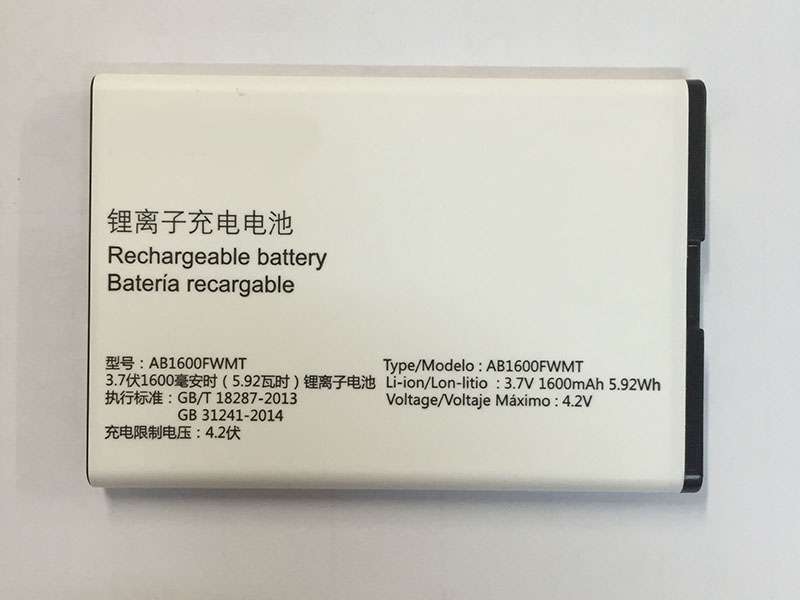 锂离子充电电池
Rechargeable battery
Batería recargable
型号：AB1600FWMT
3.7伏1600毫安时（5.92瓦时）锂离子电池
执行标准：GB/T 18287-2013
GB 31241-2014
充电限制电压：4.2伏
Type/Modelo : AB1600FWMT
Li-ion/Lon-litio : 3.7V 1600mAh 5.92Wh
Voltage/Voltaje Máximo : 4.2V